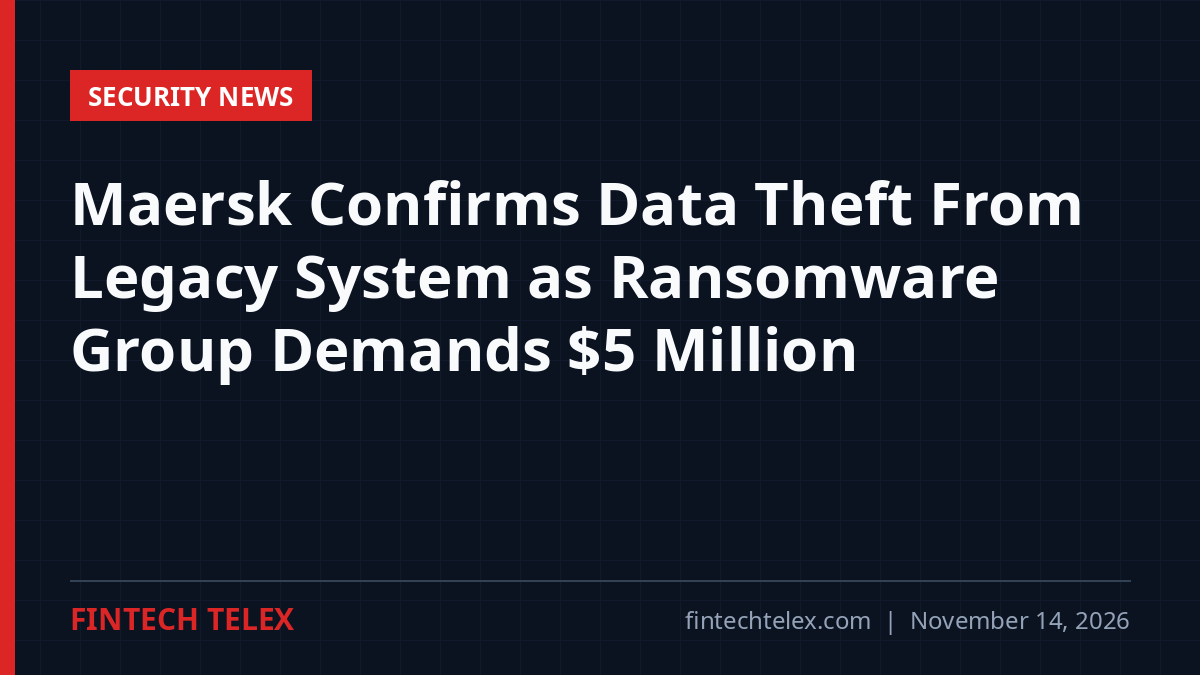 SECURITY NEWS
Maersk Confirms Data Theft From
Legacy System as Ransomware
Group Demands $5 Million
FINTECH TELEX
fintechtelex.com | November 14, 2026